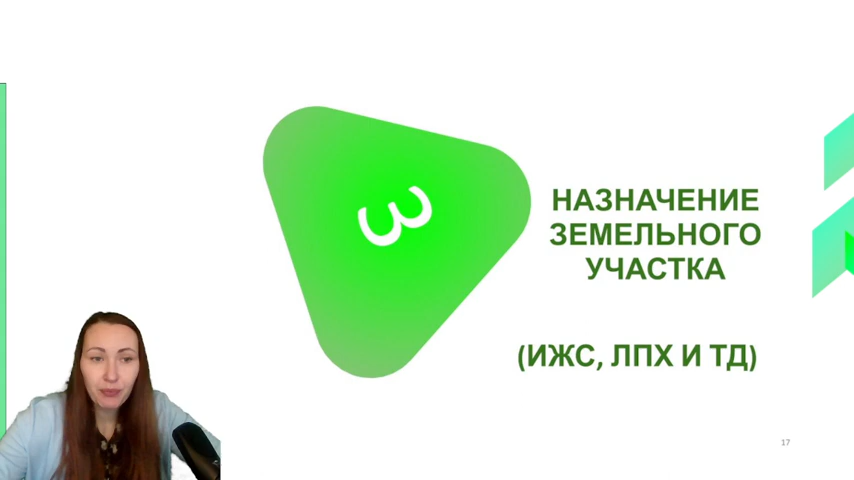 3
НАЗНАЧЕНИЕ
ЗЕМЕЛЬНОГО
УЧАСТКА
(ИЖС, ЛПХ И ТД)
17